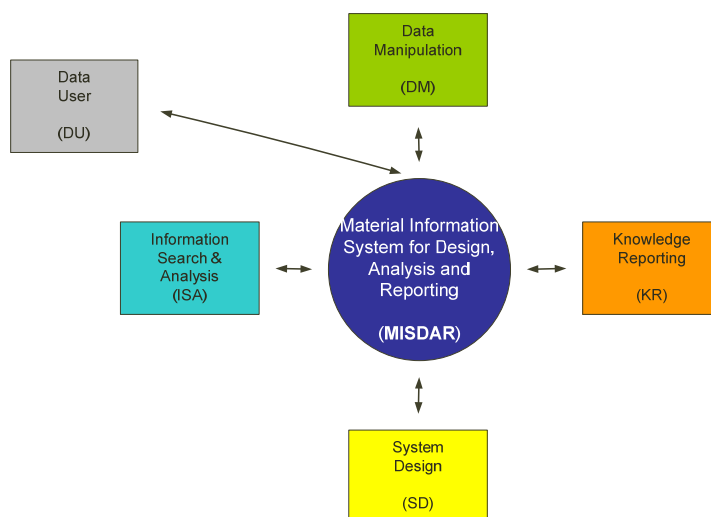 Data
Manipulation
(DM)
Data
User
(DU)
Material Information
System for Design,
Analysis and
Reporting
(MISDAR)
Information
Search &
Analysis
(ISA)
Knowledge
Reporting
(KR)
System
Design
(SD)